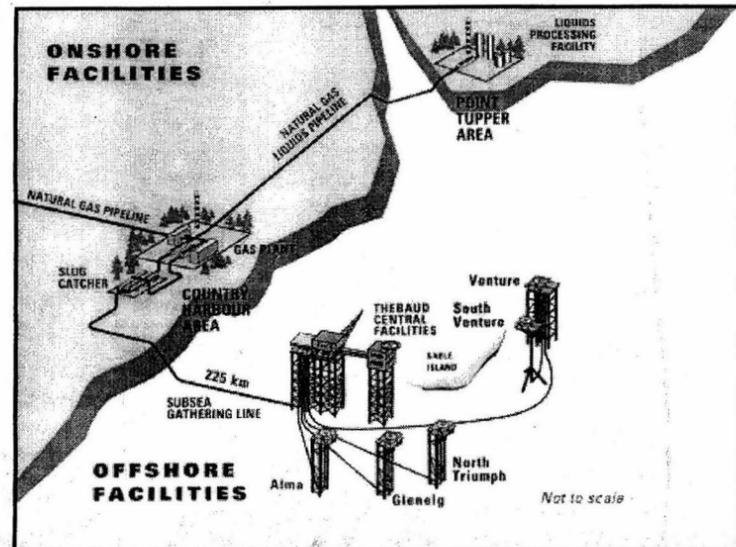 ONSHORE
FACILITIES
LIQUIDS
PROCESSING
FACILITY
POINT
TUPPER
AREA
NATURAL GAS
LIQUIDS PIPELINE
NATURAL GAS PIPELINE
GAS PLANT
SLUG
CATCHER
COUNTRY
HARBOUR
AREA
Venture
South
Venture
THEBAUD
CENTRAL
FACILITIES
SABLE
ISLAND
225 km
SUBSEA
GATHERING LINE
OFFSHORE
FACILITIES
Alma
Glenelg
North
Triumph
Not to scale